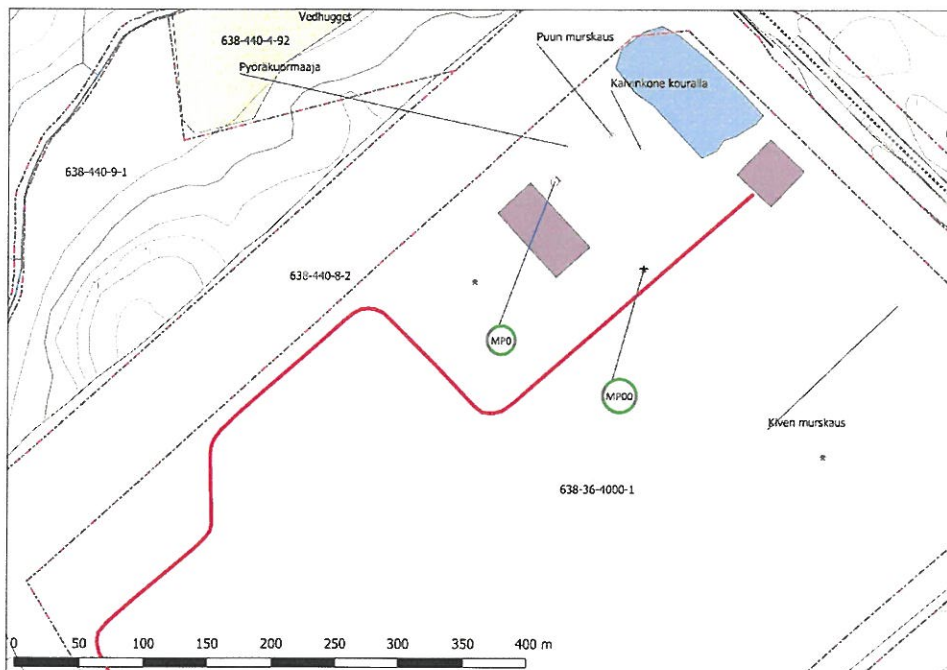 Vedhugget
638-440-4-92
Puun murskaus
Pyöräkuormaaja
Kaivinkone kouralla
638-440-9-1
638-440-8-2
MP0
MP00
Kiven murskaus
638-36-4000-1
0 50 100 150 200 250 300 350 400 m